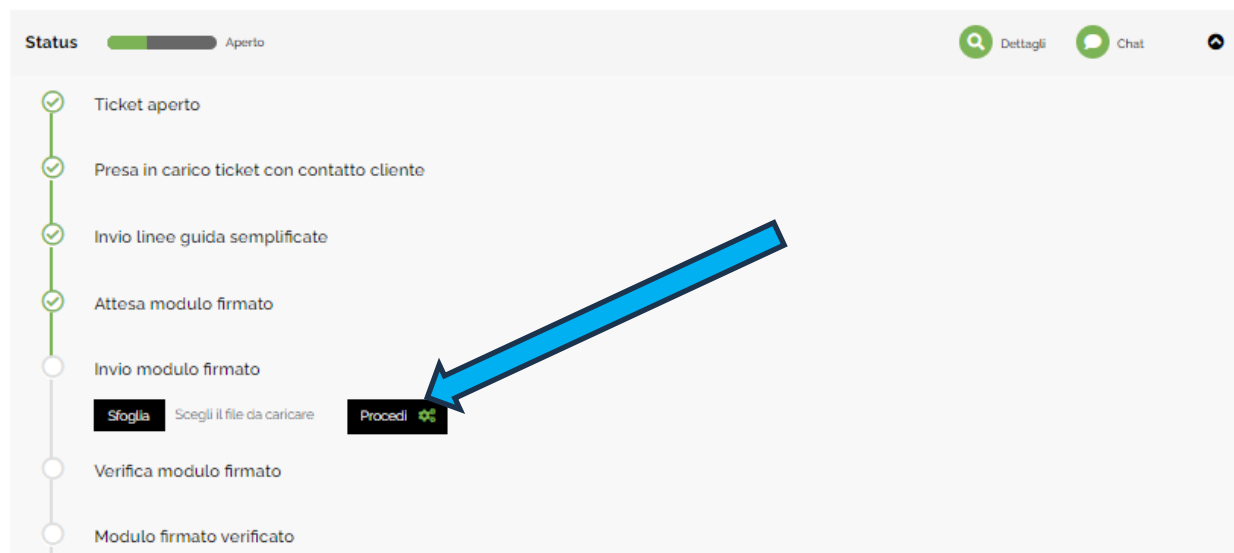 Status Aperto Dettagli Chat
Ticket aperto
Presa in carico ticket con contatto cliente
Invio linee guida semplificate
Attesa modulo firmato
Invio modulo firmato
Sfoglia Scegli il file da caricare Procedi
Verifica modulo firmato
Modulo firmato verificato